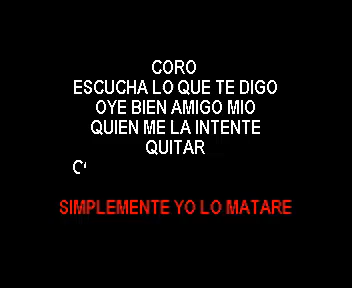 CORO
ESCUCHA LO QUE TE DIGO
OYE BIEN AMIGO MIO
QUIEN ME LA INTENTE
QUITAR
SIMPLEMENTE YO LO MATARE